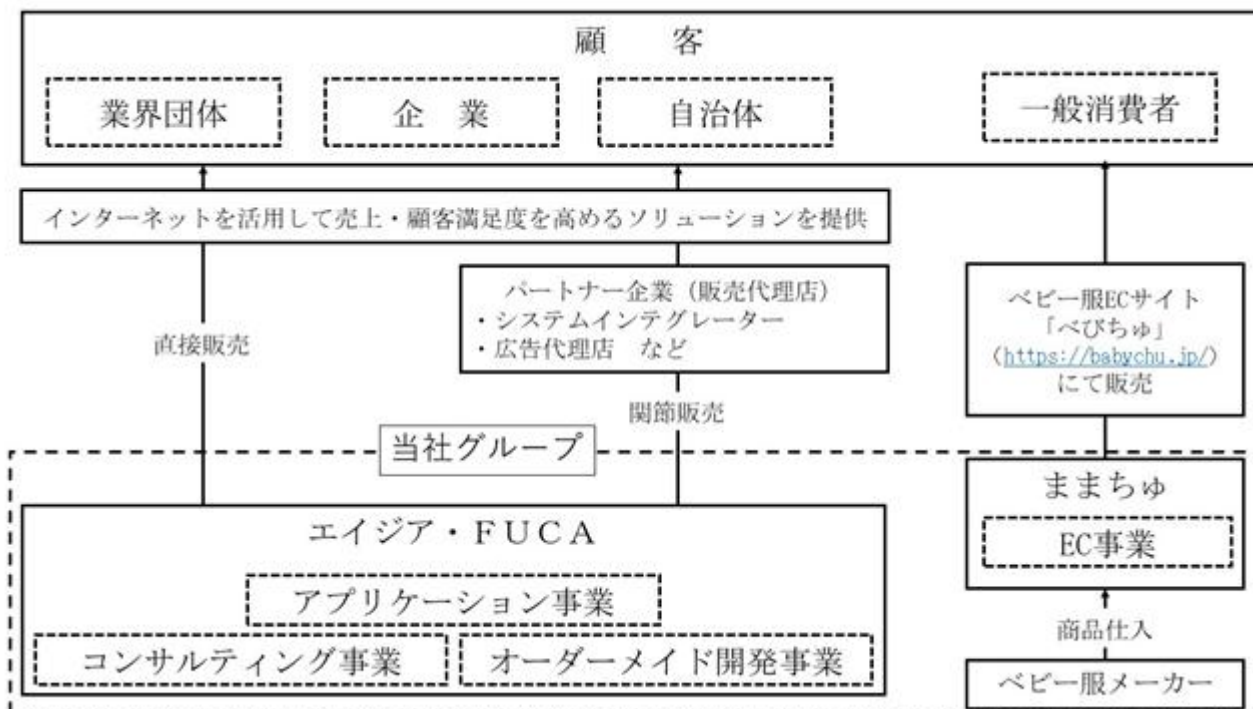 顧　客
業界団体
企　業
自治体
一般消費者
インターネットを活用して売上・顧客満足度を高めるソリューションを提供
パートナー企業（販売代理店）
・システムインテグレーター
・広告代理店　など
ベビー服ECサイト
「べびちゅ」
（https://babychu.jp/）
にて販売
直接販売
関節販売
当社グループ
エイジア・ＦＵＣＡ
アプリケーション事業
コンサルティング事業
オーダーメイド開発事業
ままちゅ
EC事業
商品仕入
ベビー服メーカー